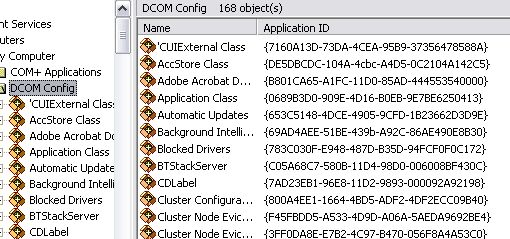 DCOM Config 168 object(s)
nt Services
uters
y Computer
COM+ Applications
DCOM Config
'CUIExternal Class
AccStore Class
Adobe Acrobat Do
Application Class
Automatic Update
Background Intelli
Blocked Drivers
BTStackServer
CDLabel
Name Application ID
'CUIExternal Class {7160A13D-73DA-4CEA-95B9-37356478588A}
AccStore Class {DE5DBCDC-104A-4cbc-A4D5-0C2104A142C5}
Adobe Acrobat D... {B801CA65-A1FC-11D0-85AD-444553540000}
Application Class {0689B3D0-909E-4D16-B0EB-9E7BE6250413}
Automatic Updates {653C5148-4DCE-4905-9CFD-1B23662D3D9E}
Background Intelli... {69AD4AEE-51BE-439b-A92C-86AE490E8B30}
Blocked Drivers {783C030F-E948-487D-B35D-94FCF0F0C172}
BTStackServer {C05A68C7-580B-11D4-98D0-006008BF430C}
CDLabel {7AD23EB1-96E8-11D2-9893-000092A92198}
Cluster Configura... {800A4EE1-1664-4BD5-ADF2-4DF2ECC09B40}
Cluster Node Evic... {F45FBDD5-A533-4D9D-A06A-5AEDA9692BE4}
Cluster Node Evic... {3FF0DA8E-E7B2-4C97-B470-056F8A4A53C0}